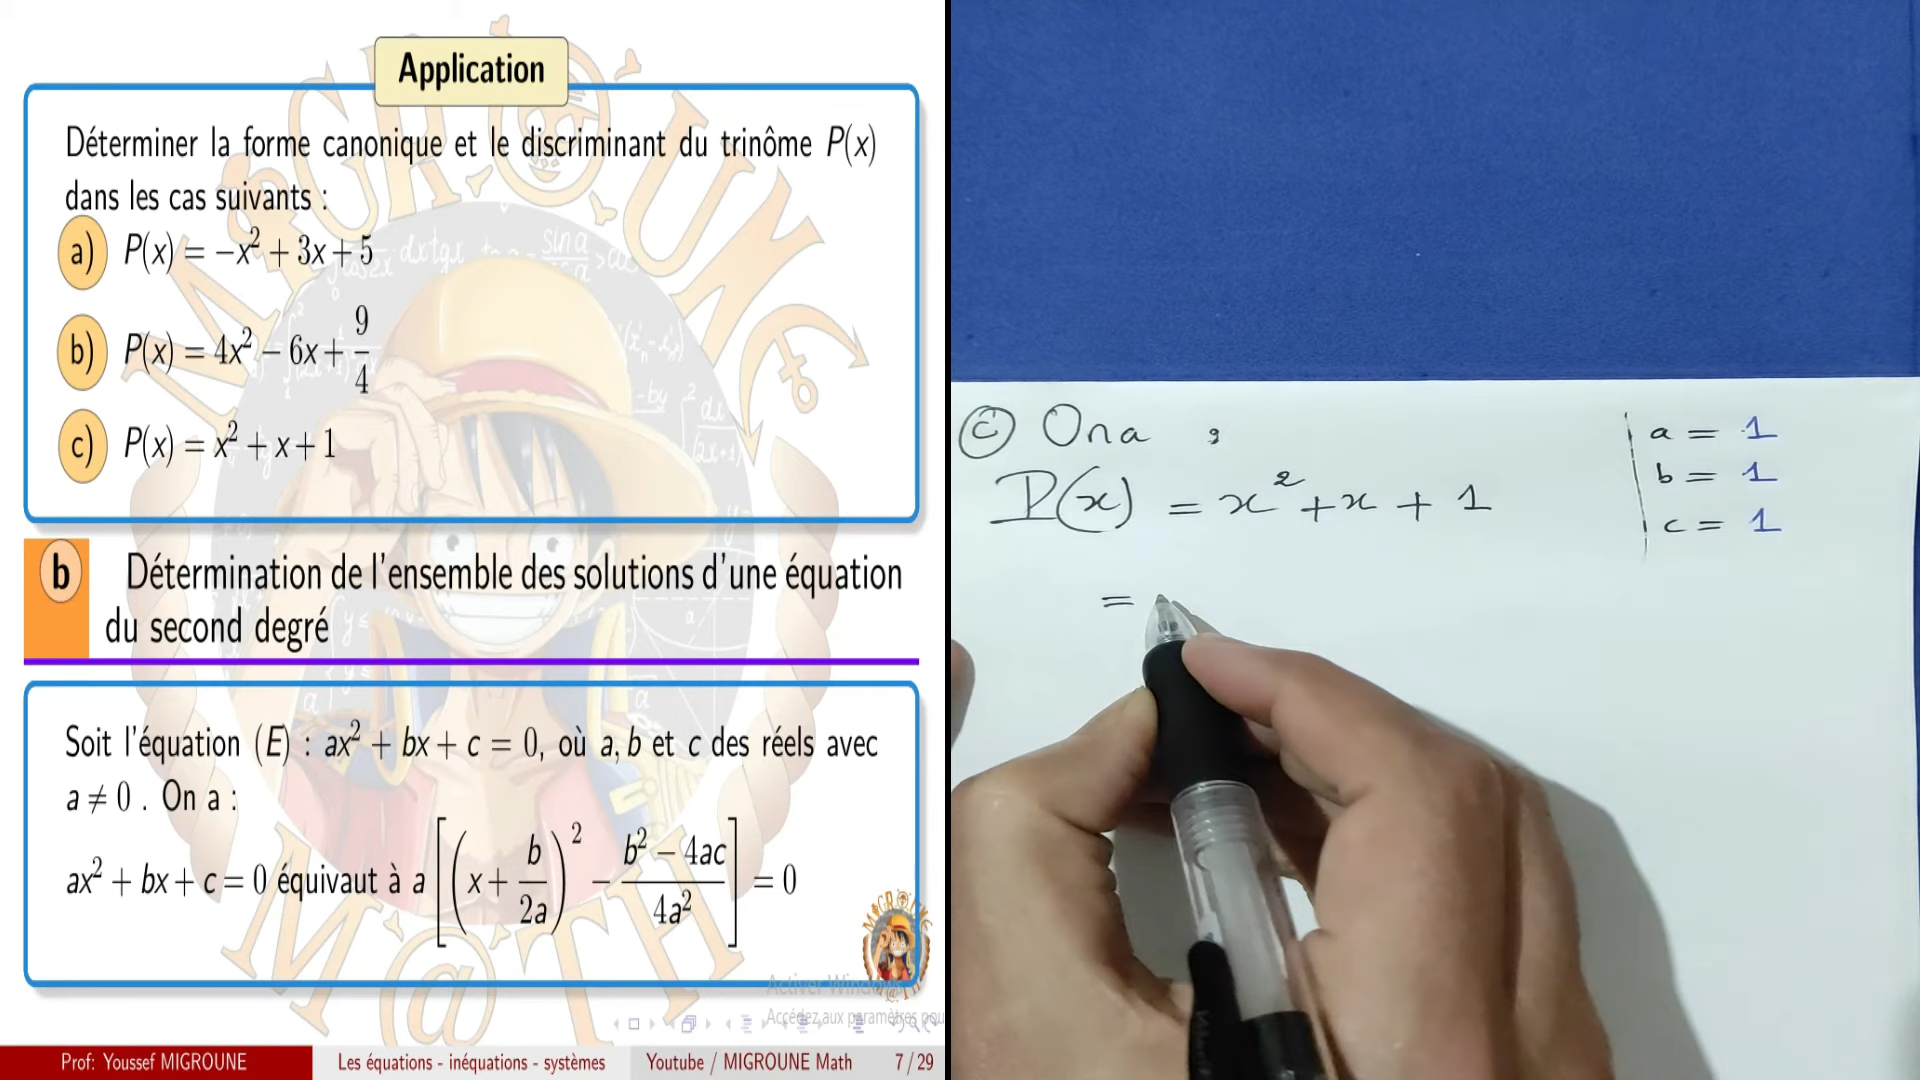 Application
Déterminer la forme canonique et le discriminant du trinôme P(x)
dans les cas suivants :
a) P(x) = −x² + 3x + 5
b) P(x) = 4x² − 6x + 9/4
c) P(x) = x² + x + 1
b Détermination de l'ensemble des solutions d'une équation
du second degré
Soit l'équation (E) : ax² + bx + c = 0, où a, b et c des réels avec
a ≠ 0 . On a :
ax² + bx + c = 0 équivaut à a [(x + b/2a)² − (b² − 4ac)/4a²] = 0
MIGROUNE
M@TH
Activer Windows
Accédez aux paramètres pou
Prof: Youssef MIGROUNE
Les équations - inéquations - systèmes
Youtube / MIGROUNE Math
7 / 29
c On a ,
P(x) = x² + x + 1
=
a = 1
b = 1
c = 1